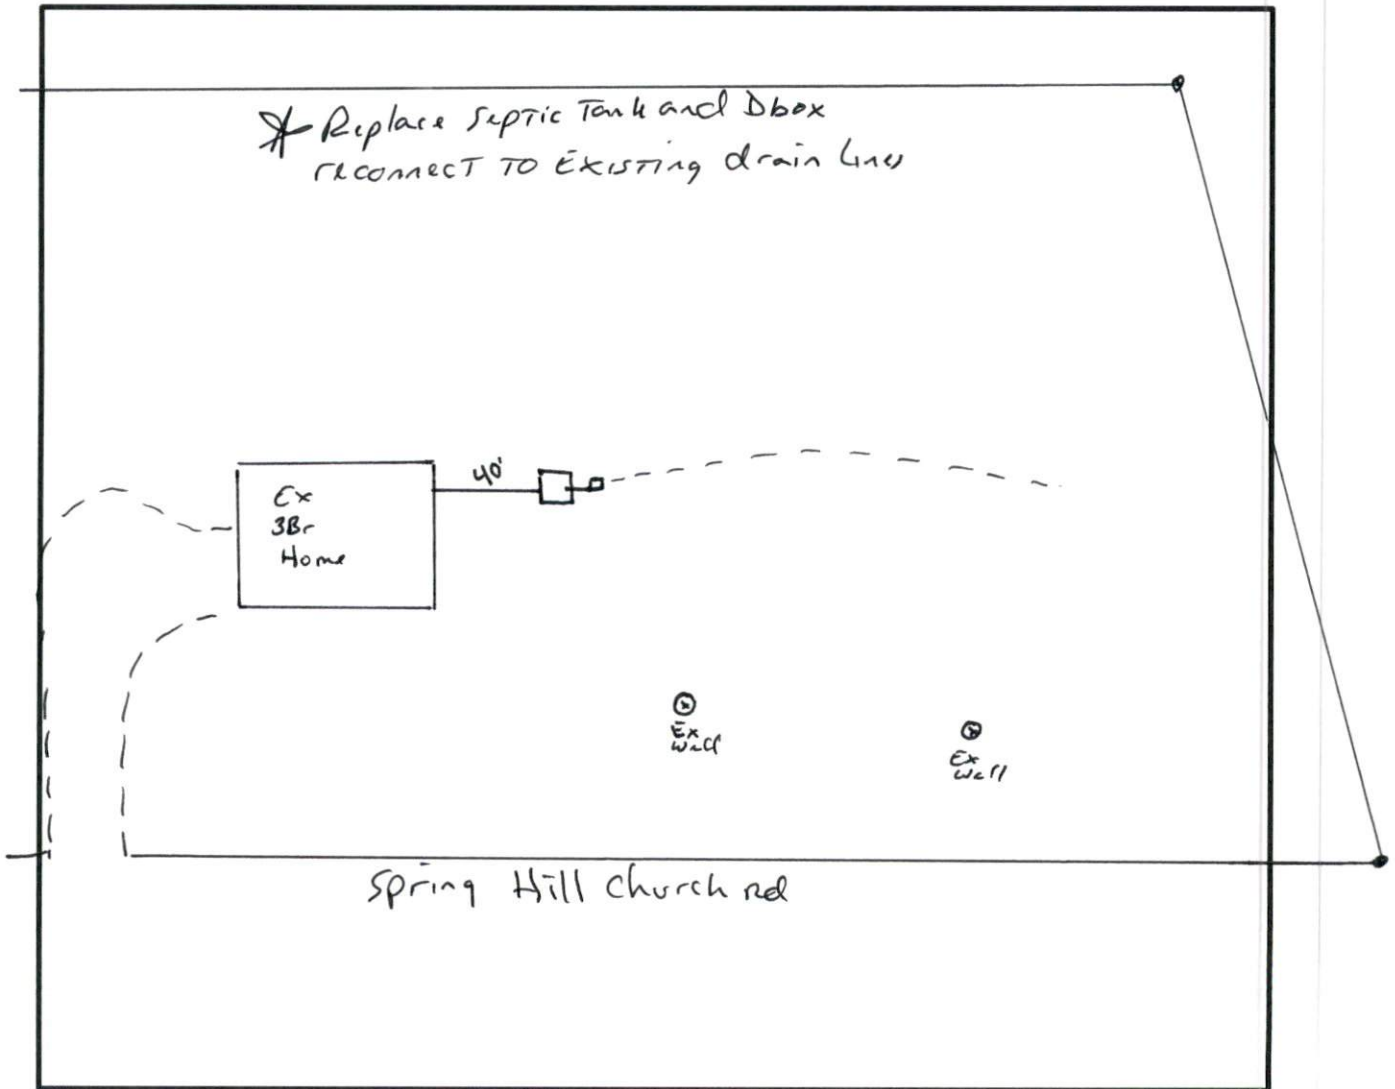 Replace Septic Tank and Dbox
reconnect to Existing drain lines
40'
Ex
3Br
Home
Ex
Well
Ex
Well
Spring Hill Church Rd